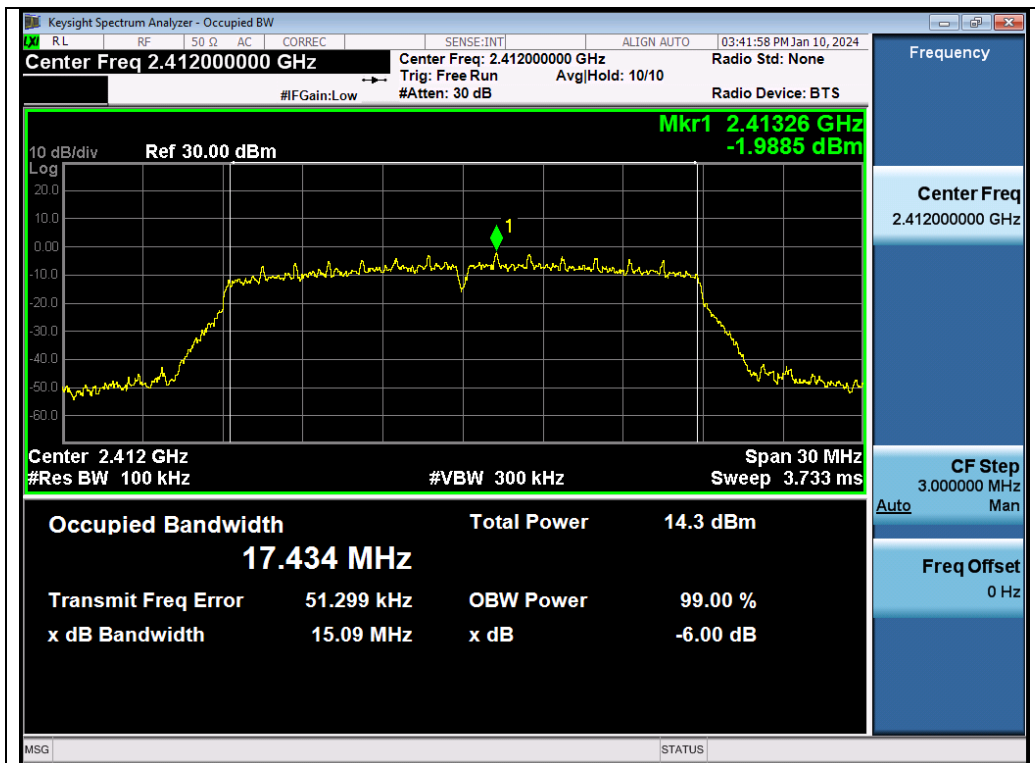 Keysight Spectrum Analyzer - Occupied BW
LXI RL RF 50 Ω AC CORREC SENSE:INT ALIGN AUTO 03:41:58 PM Jan 10, 2024
Center Freq 2.412000000 GHz
Center Freq: 2.412000000 GHz Radio Std: None
Trig: Free Run Avg|Hold: 10/10
#IFGain:Low #Atten: 30 dB Radio Device: BTS
Mkr1 2.41326 GHz
-1.9885 dBm
10 dB/div Ref 30.00 dBm
Log
20.0
10.0
1
0.00
-10.0
-20.0
-30.0
-40.0
-50.0
-60.0
Center 2.412 GHz Span 30 MHz
#Res BW 100 kHz #VBW 300 kHz Sweep 3.733 ms
Occupied Bandwidth Total Power 14.3 dBm
17.434 MHz
Transmit Freq Error 51.299 kHz OBW Power 99.00 %
x dB Bandwidth 15.09 MHz x dB -6.00 dB
MSG STATUS
Frequency
Center Freq
2.412000000 GHz
CF Step
3.000000 MHz
Auto Man
Freq Offset
0 Hz